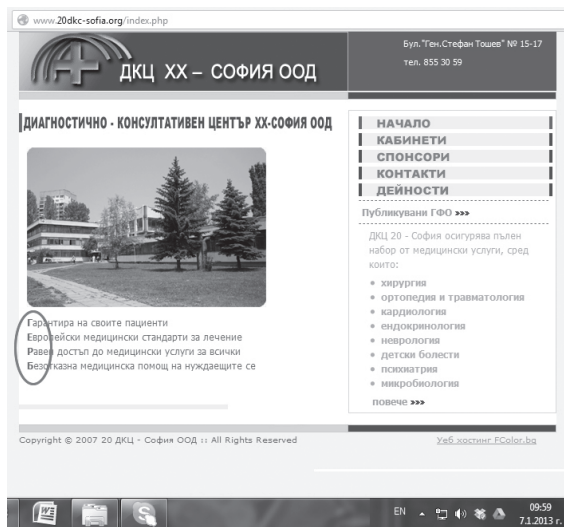 www.20dkc-sofia.org/index.php
ДКЦ XX – СОФИЯ ООД
Бул."Ген.Стефан Тошев" № 15-17
тел. 855 30 59
ДИАГНОСТИЧНО - КОНСУЛТАТИВЕН ЦЕНТЪР XX-СОФИЯ ООД
Гарантира на своите пациенти
Европейски медицински стандарти за лечение
Равен достъп до медицински услуги за всички
Безотказна медицинска помощ на нуждаещите се
НАЧАЛО
КАБИНЕТИ
СПОНСОРИ
КОНТАКТИ
ДЕЙНОСТИ
Публикувани ГФО »»»
ДКЦ 20 - София осигурява пълен
набор от медицински услуги, сред
които:
• хирургия
• ортопедия и травматология
• кардиология
• ендокринология
• неврология
• детски болести
• психиатрия
• микробиология
повече »»»
Copyright © 2007 20 ДКЦ - София ООД :: All Rights Reserved
Уеб хостинг FColor.bg
EN
09:59
7.1.2013 г.